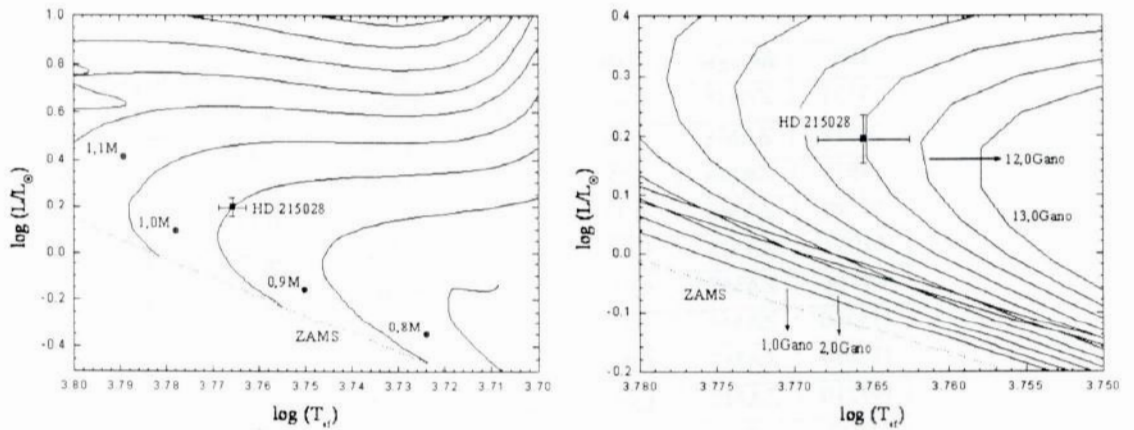 log (L/L⊙)
1.0
0.8
0.6
0.4
0.2
0.0
-0.2
-0.4
1,1M
1,0M
HD 215028
0,9M
0,8M
ZAMS
3.80 3.79 3.78 3.77 3.76 3.75 3.74 3.73 3.72 3.71 3.70
log (Tef)
log (L/L⊙)
0.4
0.3
0.2
0.1
0.0
-0.1
-0.2
HD 215028
12,0Gano
13,0Gano
ZAMS
1,0Gano
2,0Gano
3.780 3.775 3.770 3.765 3.760 3.755 3.750
log (Tef)